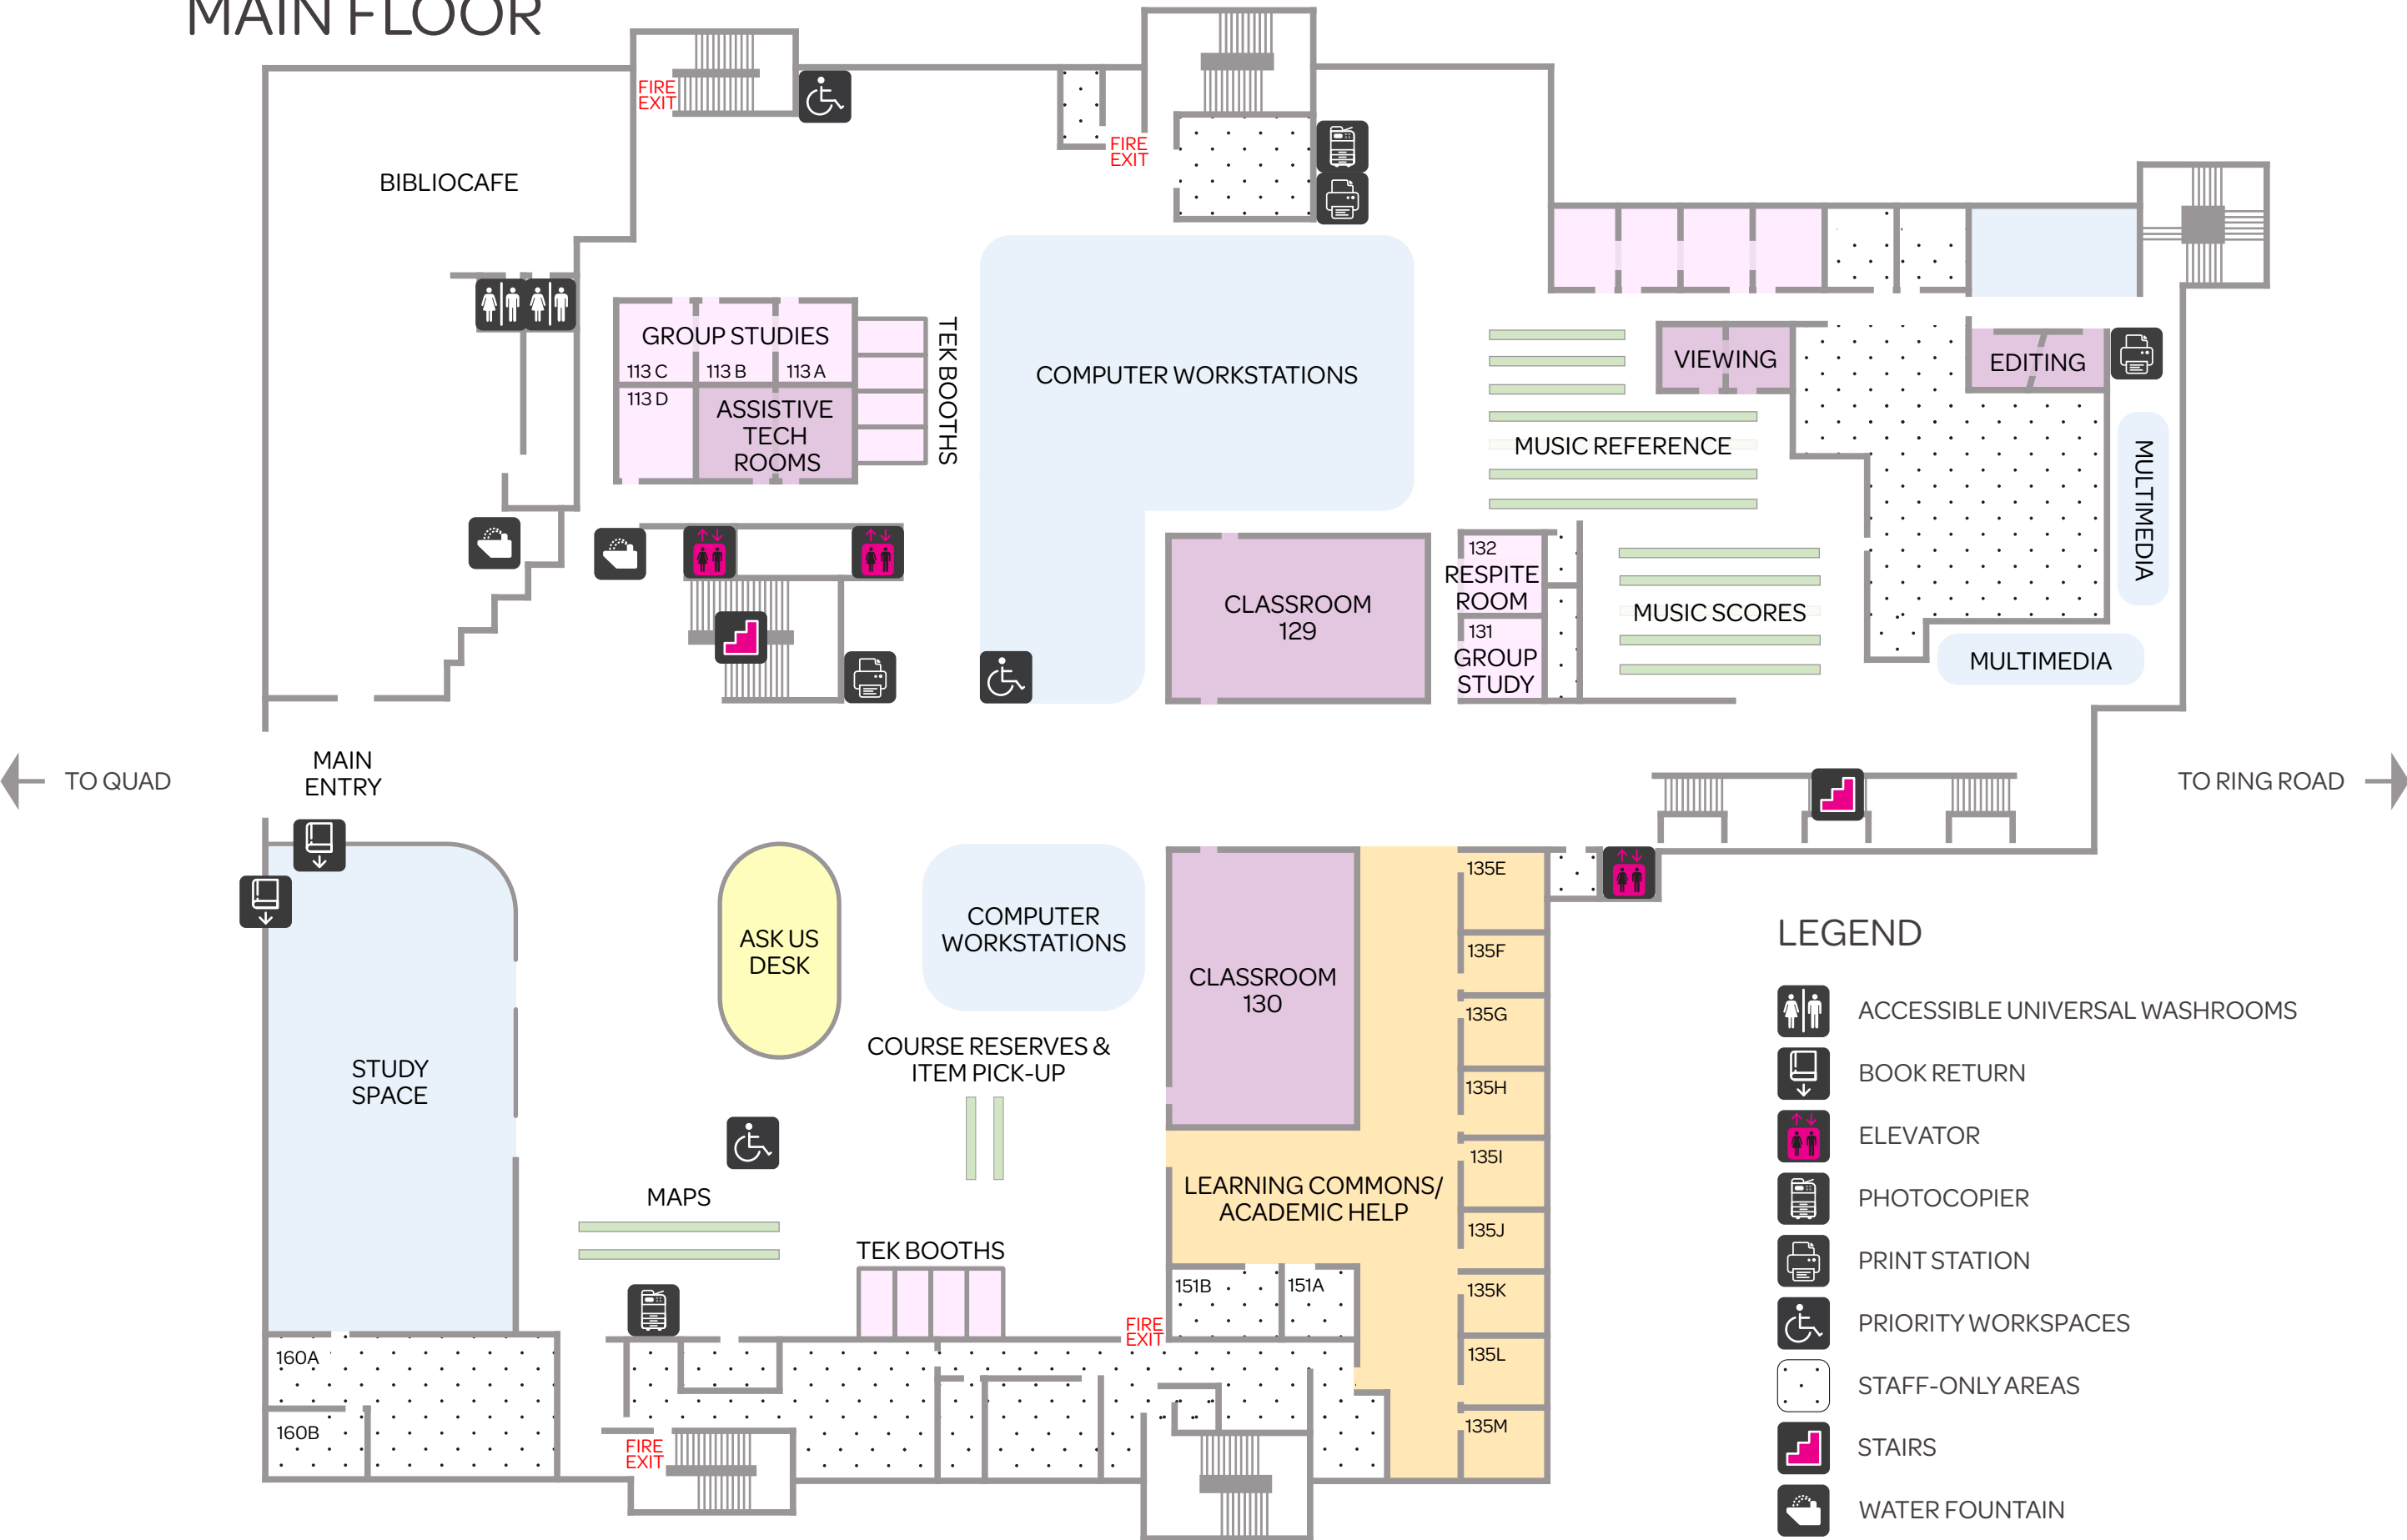 MAIN FLOOR
FIRE
EXIT
FIRE
EXIT
BIBLIOCAFE
GROUP STUDIES
113 C
113 B
113 A
113 D
ASSISTIVE
TECH
ROOMS
TEK BOOTHS
COMPUTER WORKSTATIONS
VIEWING
EDITING
MUSIC REFERENCE
MULTIMEDIA
CLASSROOM
129
132
RESPITE
ROOM
131
GROUP
STUDY
MUSIC SCORES
MULTIMEDIA
MAIN
ENTRY
TO QUAD
TO RING ROAD
ASK US
DESK
COMPUTER
WORKSTATIONS
CLASSROOM
130
135E
135F
135G
135H
135I
135J
135K
135L
135M
STUDY
SPACE
COURSE RESERVES &
ITEM PICK-UP
MAPS
TEK BOOTHS
LEARNING COMMONS/
ACADEMIC HELP
151B
151A
FIRE
EXIT
160A
160B
FIRE
EXIT
LEGEND
ACCESSIBLE UNIVERSAL WASHROOMS
BOOK RETURN
ELEVATOR
PHOTOCOPIER
PRINT STATION
PRIORITY WORKSPACES
STAFF-ONLY AREAS
STAIRS
WATER FOUNTAIN